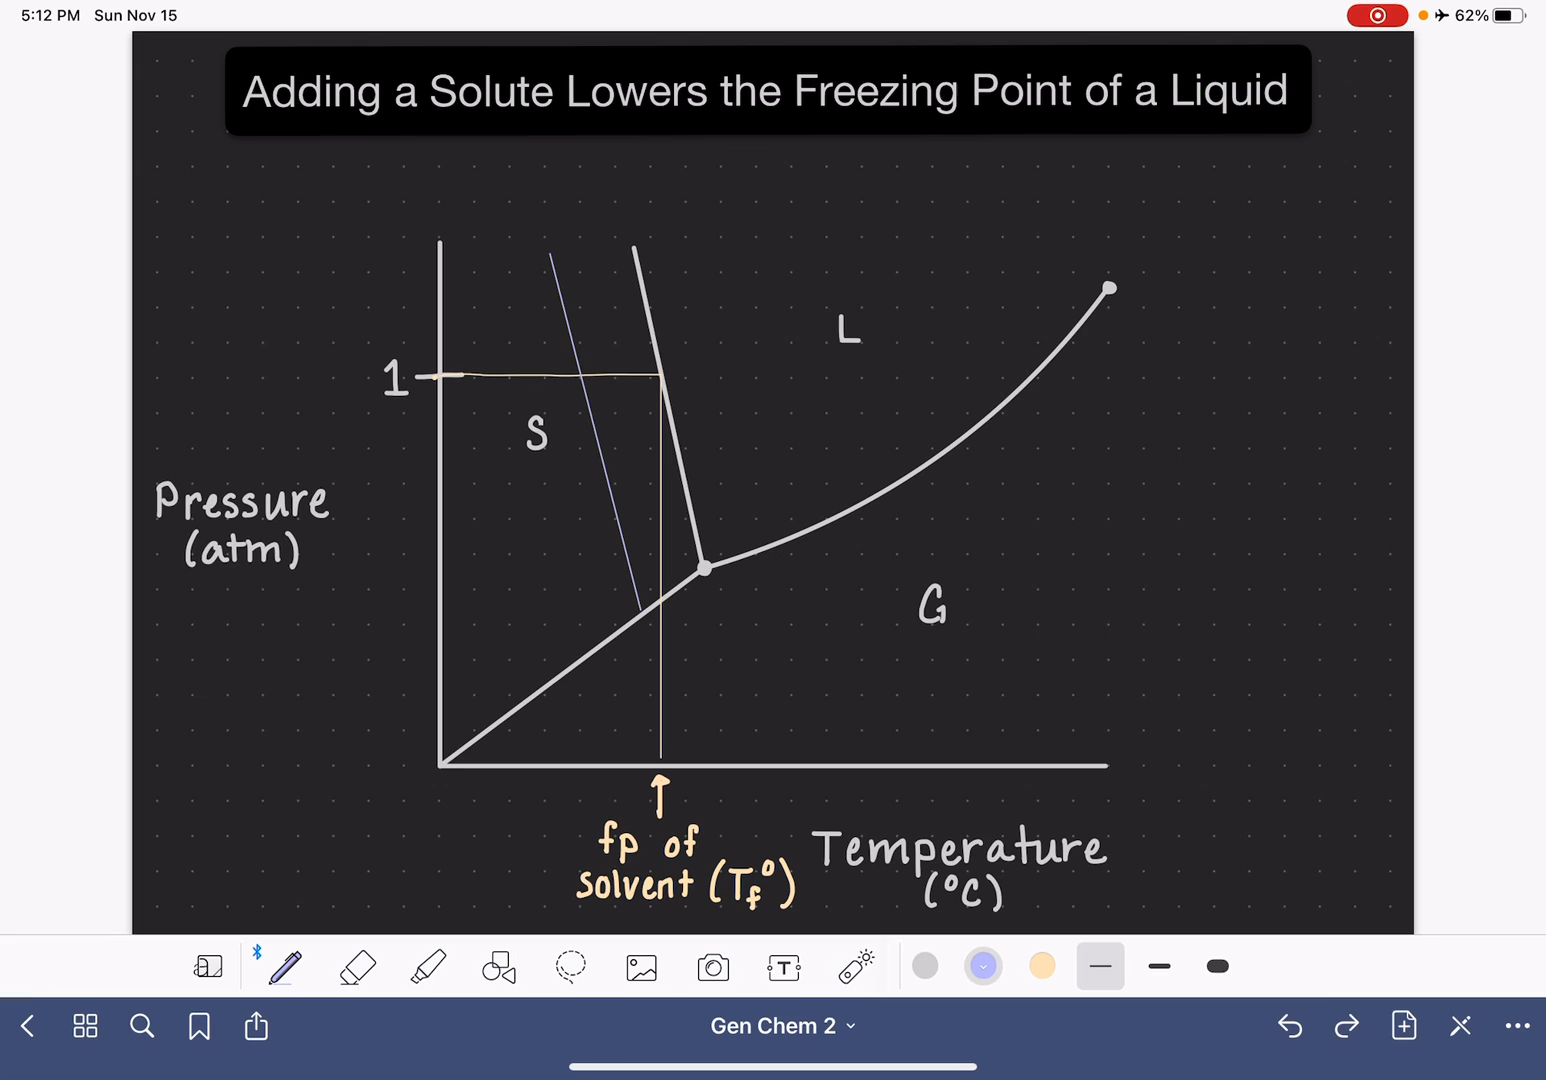 5:12 PM Sun Nov 15
62%
Adding a Solute Lowers the Freezing Point of a Liquid
L
1
S
Pressure
(atm)
G
fp of
solvent (T_f°)
Temperature
(°C)
T
Gen Chem 2